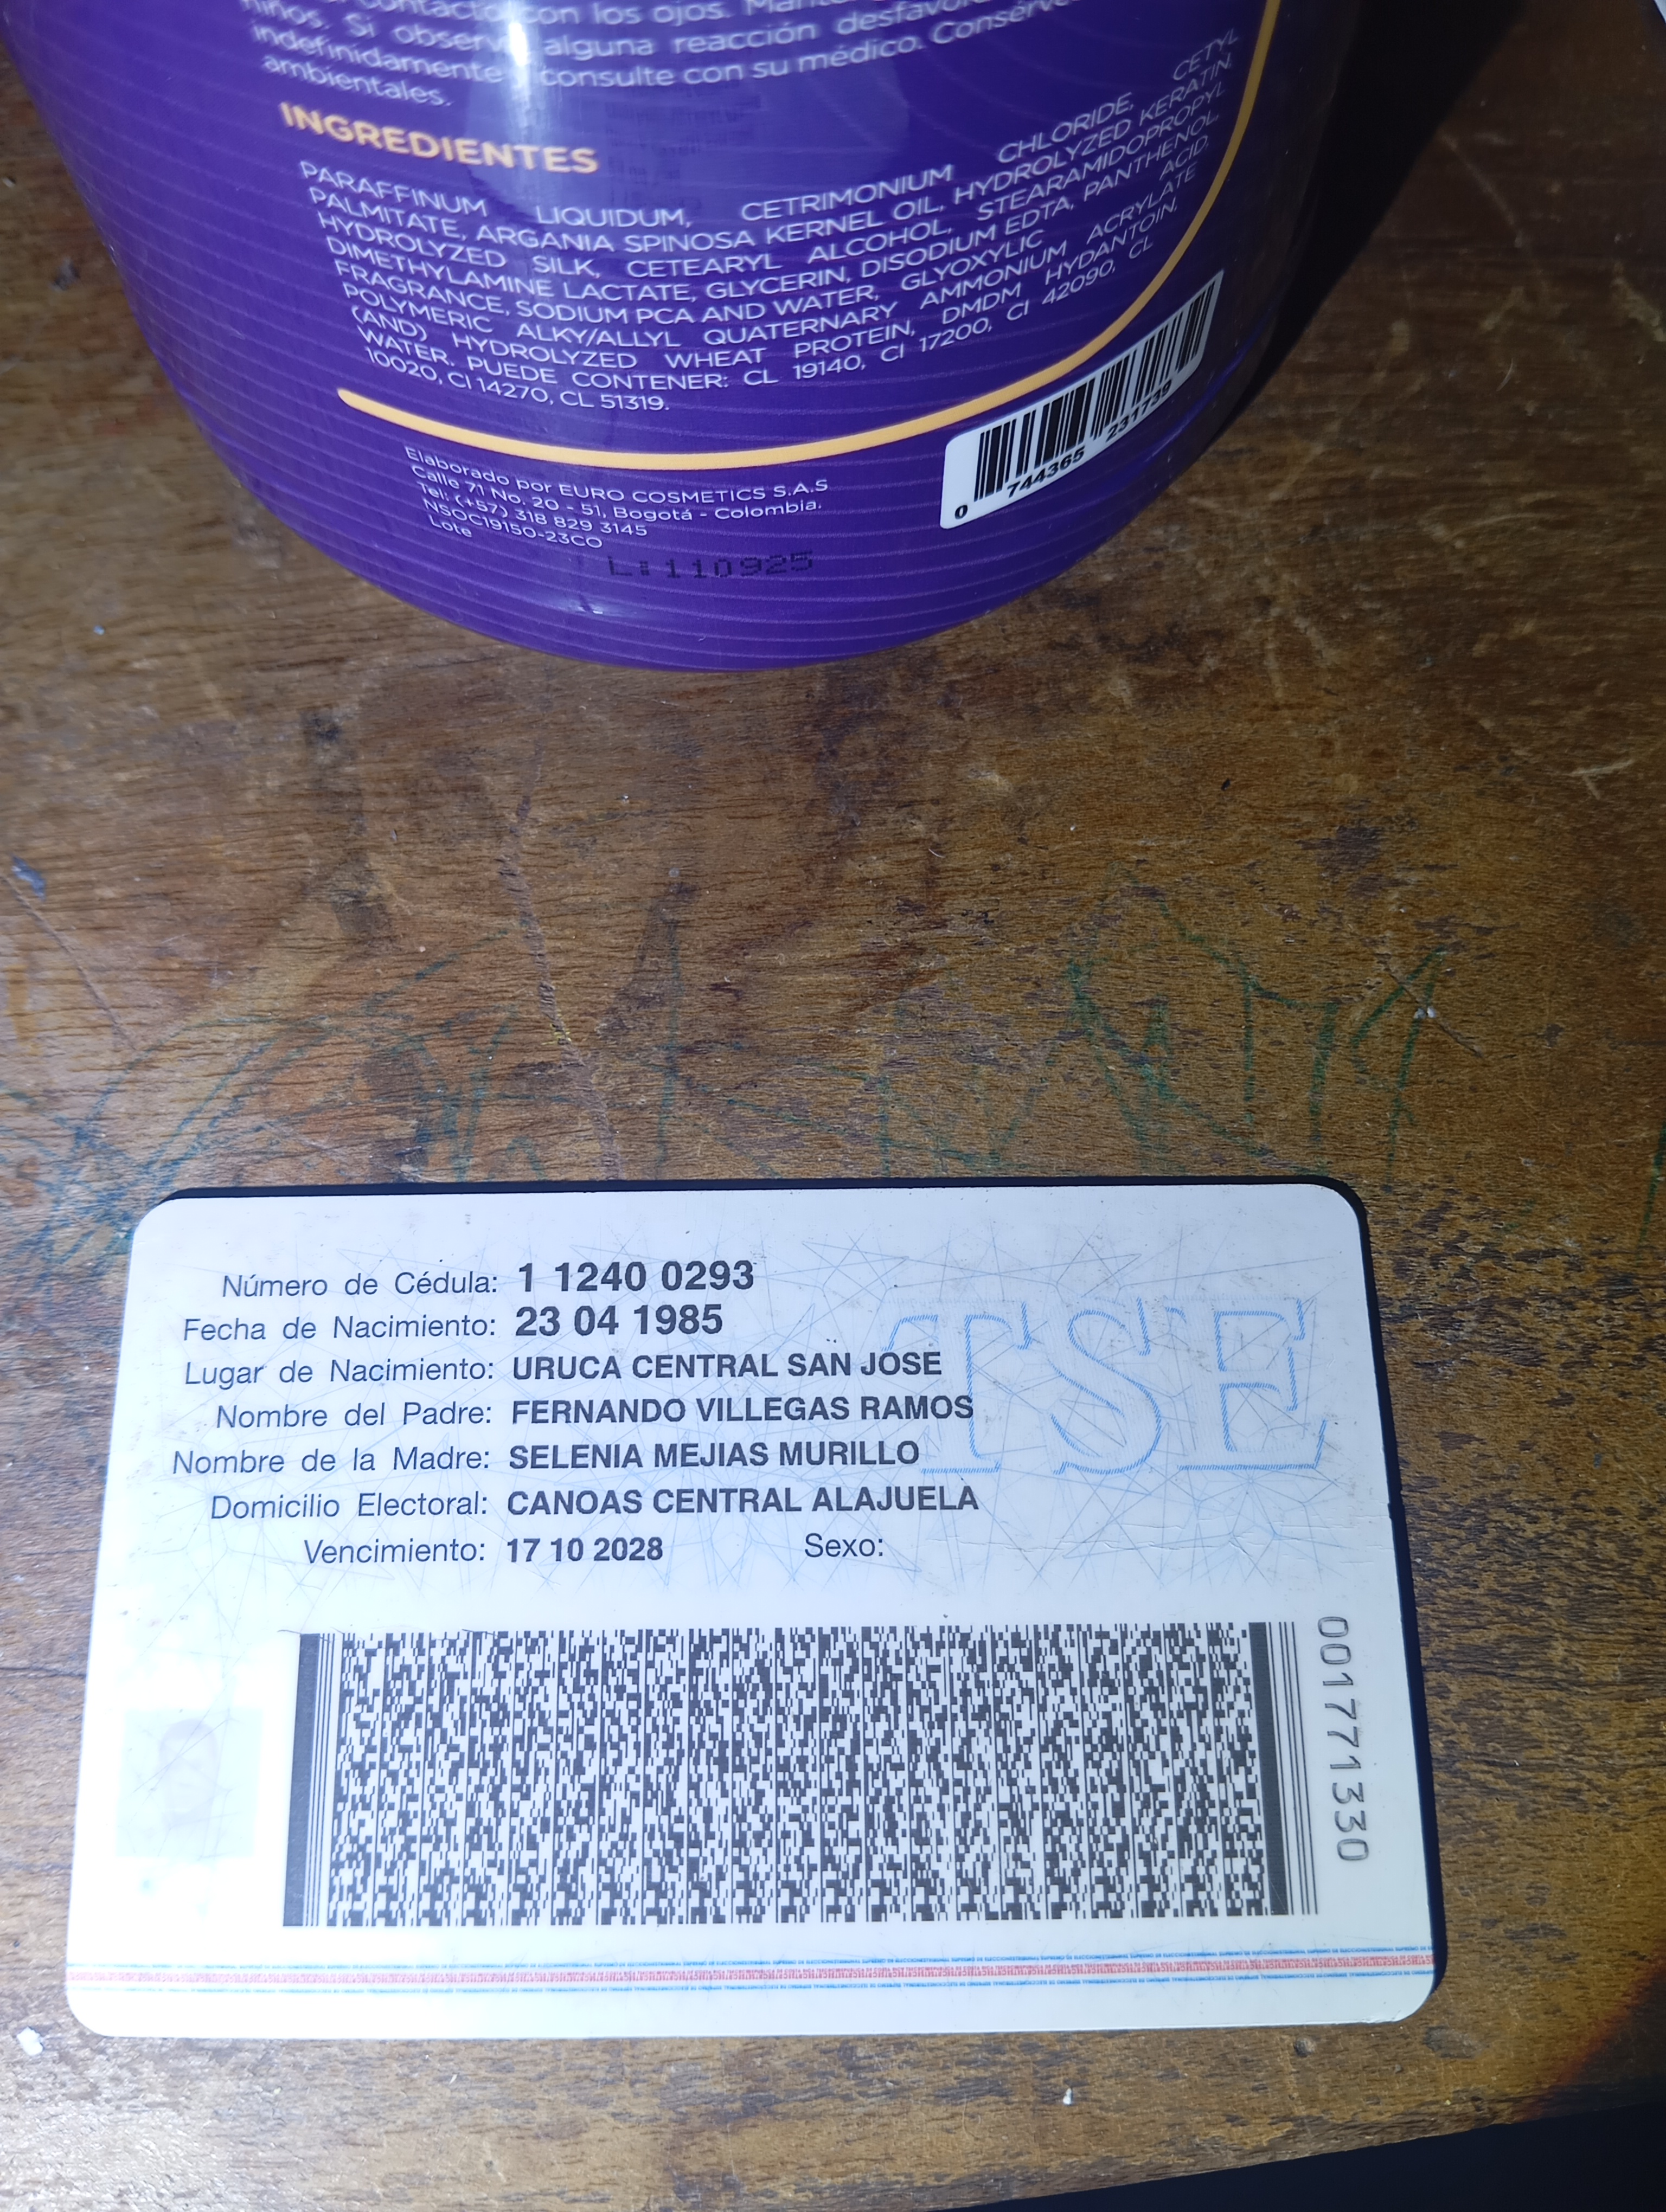 contacto con los ojos.
niños. Si observa alguna reacción
indefinidamente consulte con su médico.
ambientales.
INGREDIENTES
PARAFFINUM LIQUIDUM, CETRIMONIUM CHLORIDE, CETYL
PALMITATE, ARGANIA SPINOSA KERNEL OIL, HYDROLYZED KERATIN,
HYDROLYZED SILK, CETEARYL ALCOHOL, STEARAMIDOPROPYL
DIMETHYLAMINE LACTATE, GLYCERIN, DISODIUM EDTA, PANTHENOL,
FRAGRANCE, SODIUM PCA AND WATER, GLYOXYLIC ACID,
POLYMERIC ALKY/ALLYL QUATERNARY AMMONIUM ACRYLATE
(AND) HYDROLYZED WHEAT PROTEIN, DMDM HYDANTOIN,
WATER. PUEDE CONTENER: CL 19140, CI 17200, CI 42090, CL
10020, CI 14270, CL 51319.
Elaborado por EURO COSMETICS S.A.S
Calle 71 No. 20 - 51, Bogotá - Colombia.
Tel: (+57) 318 829 3145
NSOC19150-23CO
Lote
L:110925
0 744365 231739
Número de Cédula: 1 1240 0293
Fecha de Nacimiento: 23 04 1985
Lugar de Nacimiento: URUCA CENTRAL SAN JOSE
Nombre del Padre: FERNANDO VILLEGAS RAMOS
Nombre de la Madre: SELENIA MEJIAS MURILLO
Domicilio Electoral: CANOAS CENTRAL ALAJUELA
Vencimiento: 17 10 2028 Sexo:
TSE
001771330